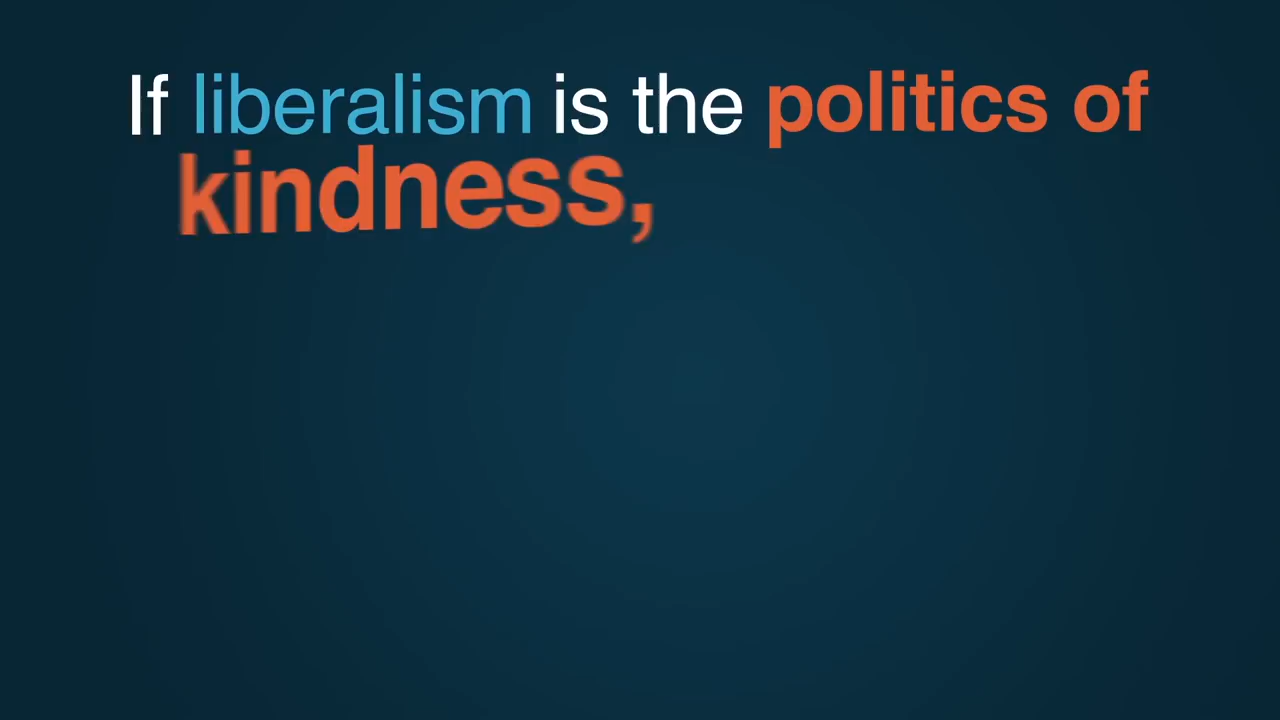 If liberalism is the politics of
kindness,